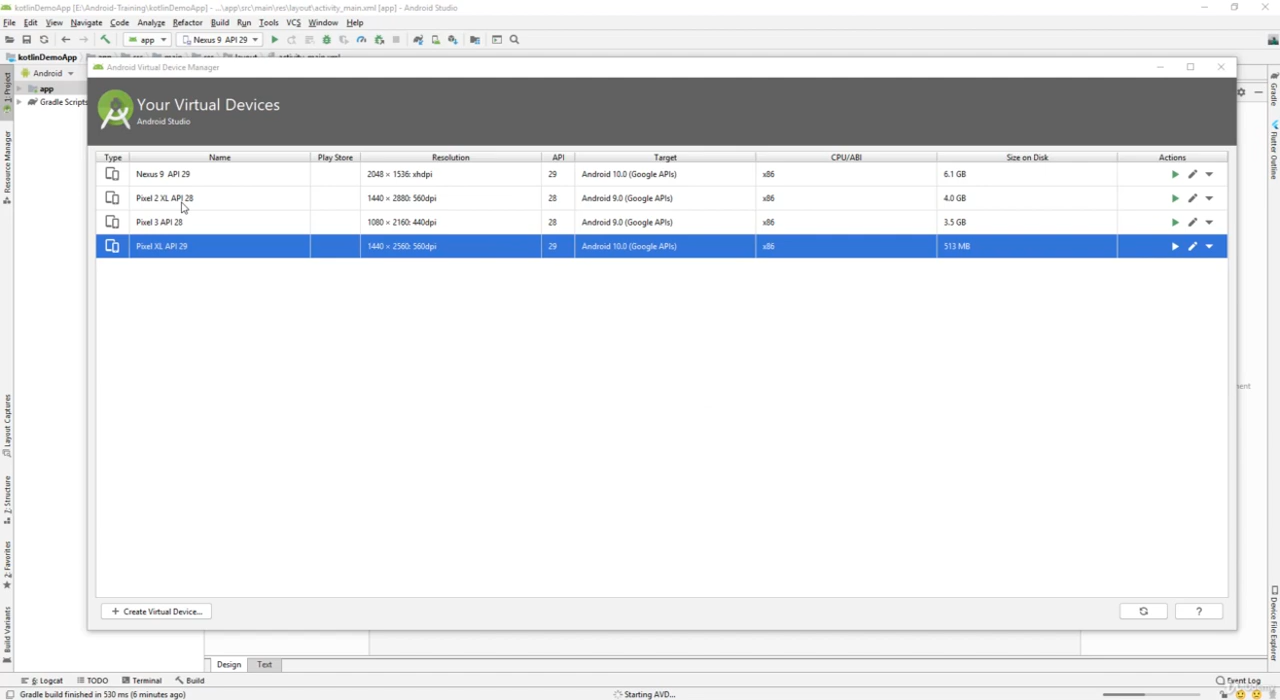 kotlinDemoApp [E:\Android-Training\kotlinDemoApp] - ...\app\src\main\res\layout\activity_main.xml [app] - Android Studio
File Edit View Navigate Code Analyze Refactor Build Run Tools VCS Window Help
app Nexus 9 API 29
kotlinDemoApp
Android
Android Virtual Device Manager
app
Gradle Scripts
Your Virtual Devices
Android Studio
Type Name Play Store Resolution API Target CPU/ABI Size on Disk Actions
Nexus 9 API 29 2048 × 1536: xhdpi 29 Android 10.0 (Google APIs) x86 6.1 GB
Pixel 2 XL API 28 1440 × 2880: 560dpi 28 Android 9.0 (Google APIs) x86 4.0 GB
Pixel 3 API 28 1080 × 2160: 440dpi 28 Android 9.0 (Google APIs) x86 3.5 GB
Pixel XL API 29 1440 × 2560: 560dpi 29 Android 10.0 (Google APIs) x86 513 MB
+ Create Virtual Device...
?
1: Project
Resource Manager
Layout Captures
7: Structure
2: Favorites
Build Variants
Gradle
Flutter Outline
Device File Explorer
Design Text
6: Logcat TODO Terminal Build
Event Log
Gradle build finished in 530 ms (6 minutes ago)
Starting AVD...